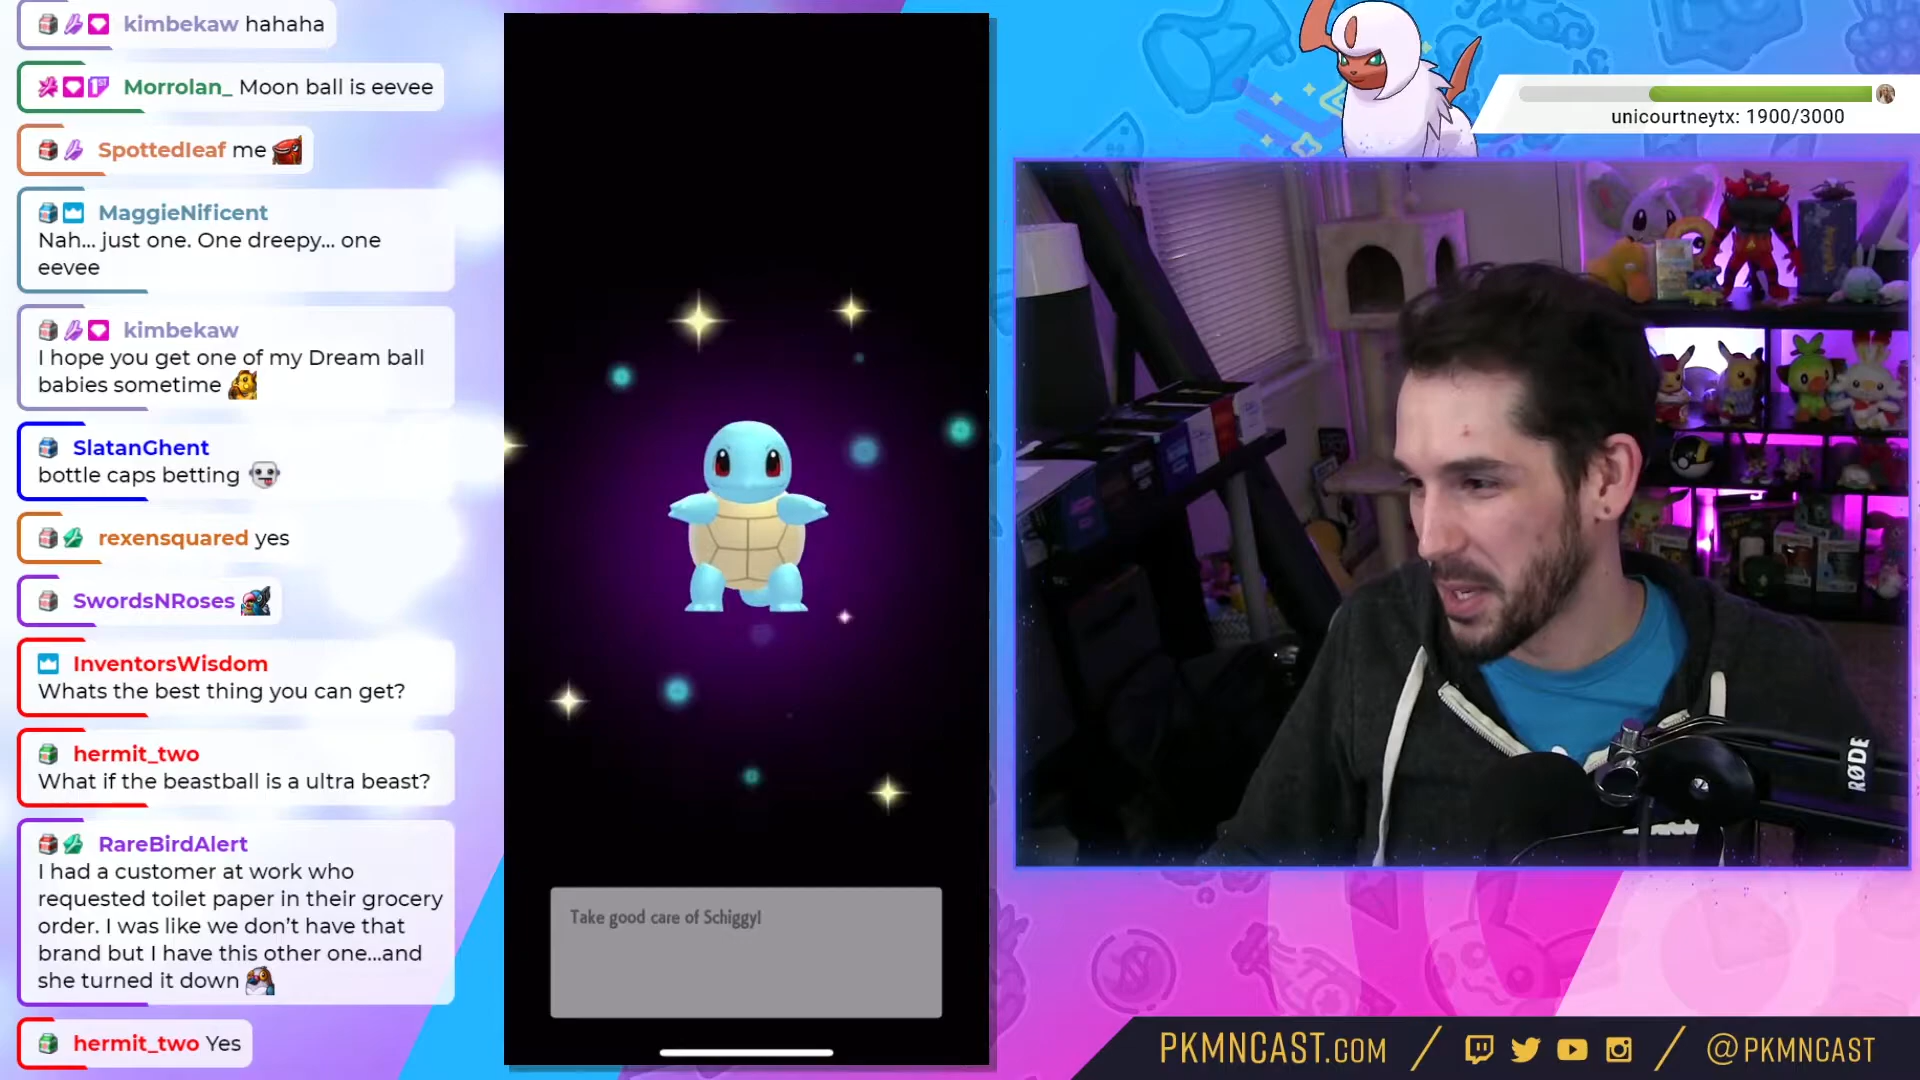 kimbekaw hahaha
Morrolan_ Moon ball is eevee
Spottedleaf me
MaggieNificent
Nah... just one. One dreepy... one
eevee
kimbekaw
I hope you get one of my Dream ball
babies sometime
SlatanGhent
bottle caps betting
rexensquared yes
SwordsNRoses
InventorsWisdom
Whats the best thing you can get?
hermit_two
What if the beastball is a ultra beast?
RareBirdAlert
I had a customer at work who
requested toilet paper in their grocery
order. I was like we don't have that
brand but I have this other one...and
she turned it down
hermit_two Yes
Take good care of Schiggy!
unicourtneytx: 1900/3000
RØDE
PKMNCAST.COM / / @PKMNCAST